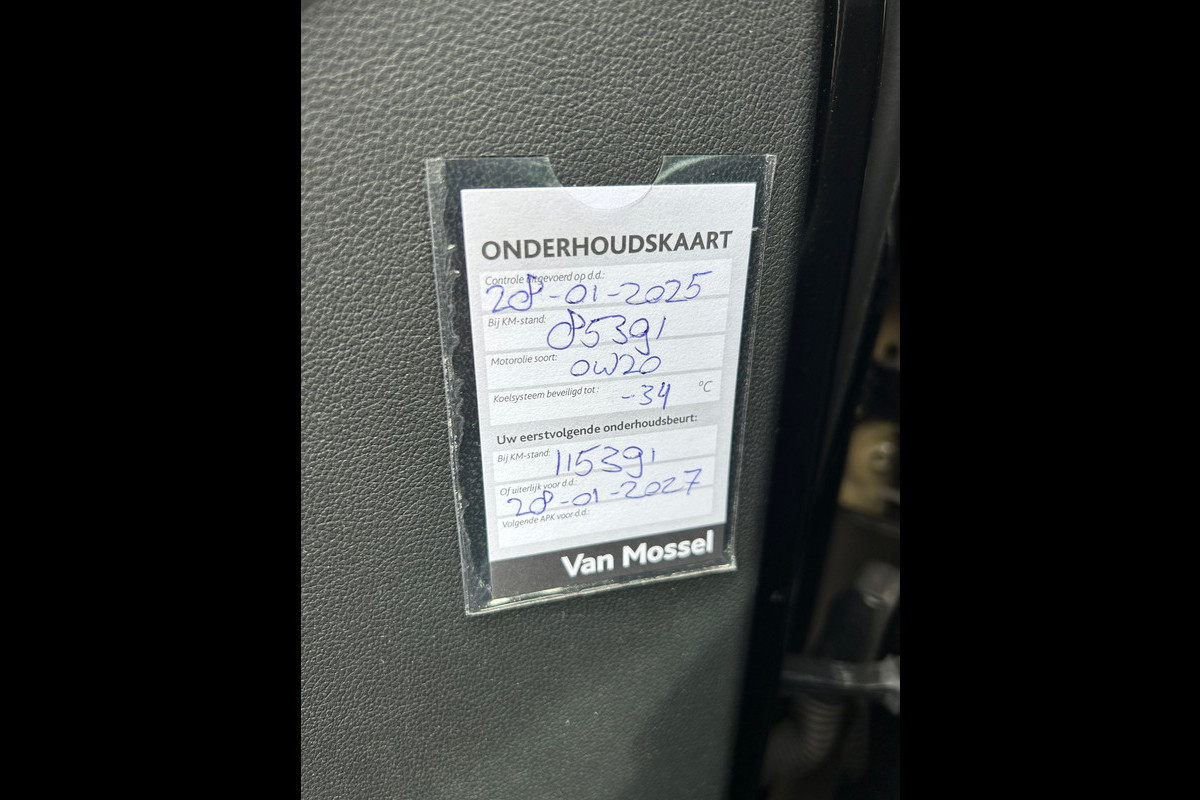 ONDERHOUDSKAART
Controle uitgevoerd op d.d.:
28-01-2025
Bij KM-stand:
085391
Motorolie soort:
0W20
Koelsysteem beveiligd tot:
-34 °C
Uw eerstvolgende onderhoudsbeurt:
Bij KM-stand:
115391
Of uiterlijk voor d.d.:
28-01-2027
Volgende APK voor d.d.:
Van Mossel